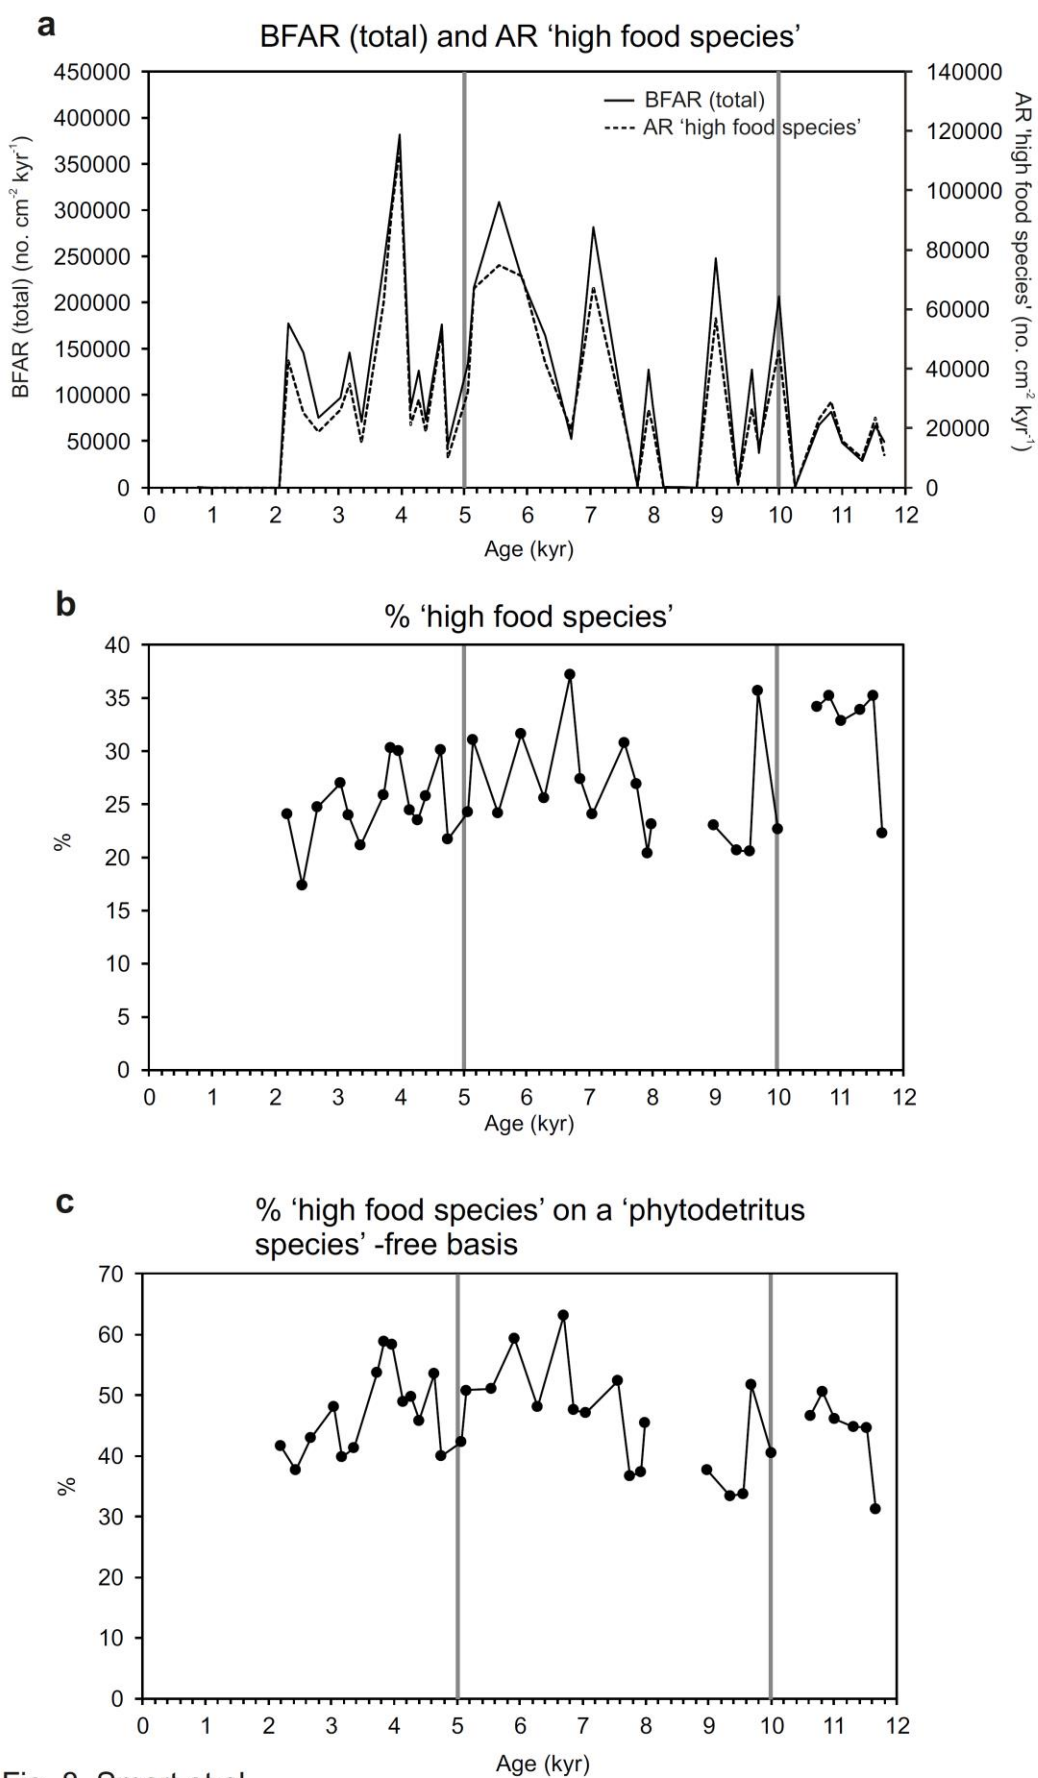 a
BFAR (total) and AR ‘high food species’
450000
400000
350000
300000
250000
200000
150000
100000
50000
0
BFAR (total) (no. cm-2 kyr-1)
140000
120000
100000
80000
60000
40000
20000
0
AR 'high food species' (no. cm-2 kyr-1)
BFAR (total)
AR ‘high food species’
0 1 2 3 4 5 6 7 8 9 10 11 12
Age (kyr)
b
% ‘high food species’
40
35
30
25
20
15
10
5
0
%
0 1 2 3 4 5 6 7 8 9 10 11 12
Age (kyr)
c
% ‘high food species’ on a ‘phytodetritus
species’ -free basis
70
60
50
40
30
20
10
0
%
0 1 2 3 4 5 6 7 8 9 10 11 12
Age (kyr)